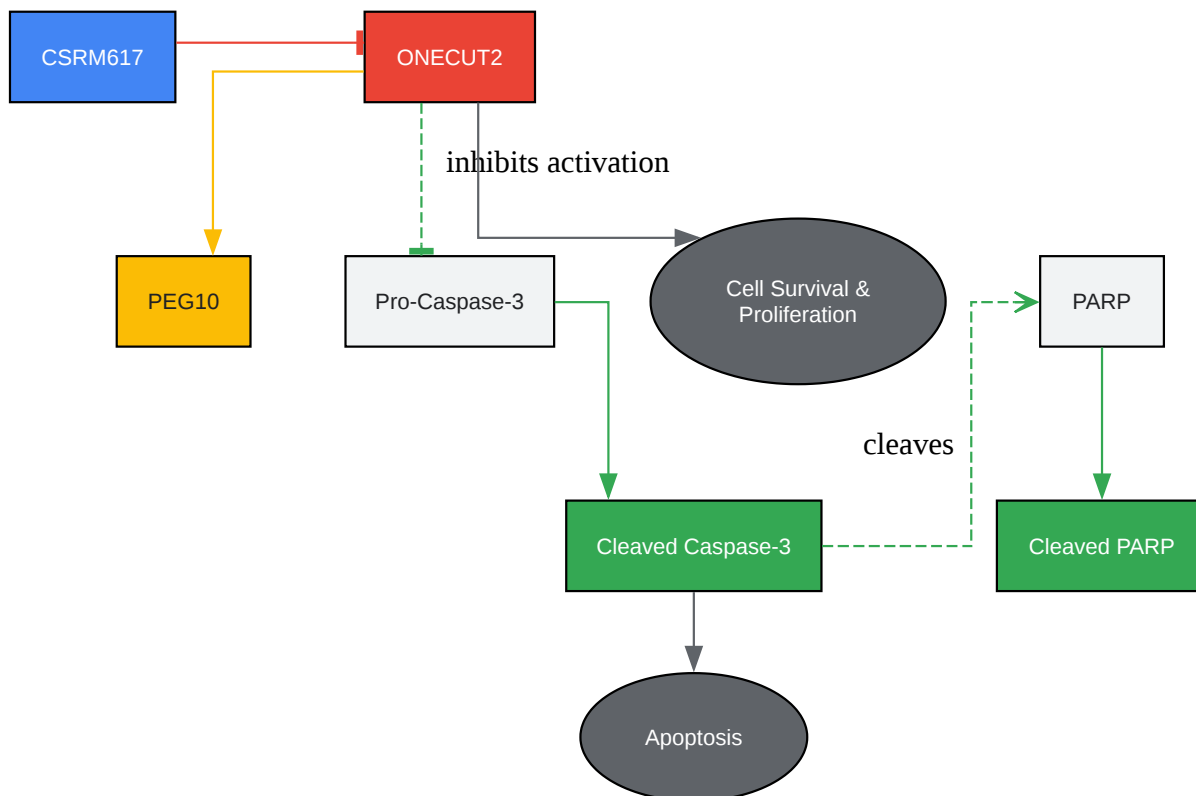 CSRM617
ONECUT2
inhibits activation
PEG10
Pro-Caspase-3
Cell Survival &
Proliferation
PARP
cleaves
Cleaved Caspase-3
Cleaved PARP
Apoptosis